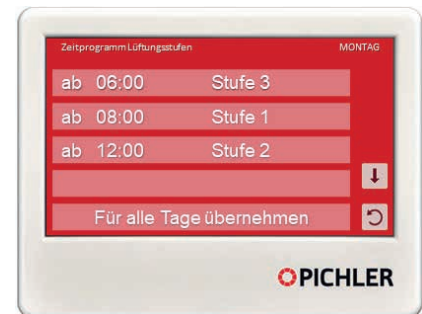 Zeitprogramm Lüftungsstufen MONTAG
ab 06:00 Stufe 3
ab 08:00 Stufe 1
ab 12:00 Stufe 2
Für alle Tage übernehmen
PICHLER